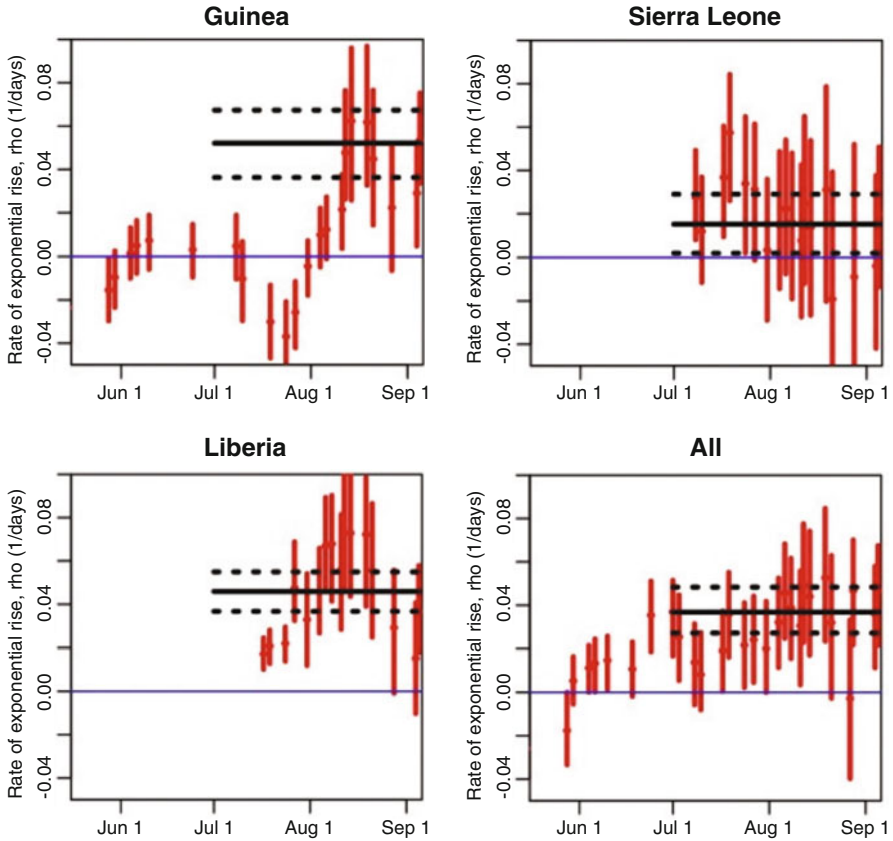 Guinea
Rate of exponential rise, rho (1/days)
0.08
0.04
0.00
-0.04
Jun 1 Jul 1 Aug 1 Sep 1
Sierra Leone
Rate of exponential rise, rho (1/days)
0.08
0.04
0.00
-0.04
Jun 1 Jul 1 Aug 1 Sep 1
Liberia
Rate of exponential rise, rho (1/days)
0.08
0.04
0.00
-0.04
Jun 1 Jul 1 Aug 1 Sep 1
All
Rate of exponential rise, rho (1/days)
0.08
0.04
0.00
-0.04
Jun 1 Jul 1 Aug 1 Sep 1